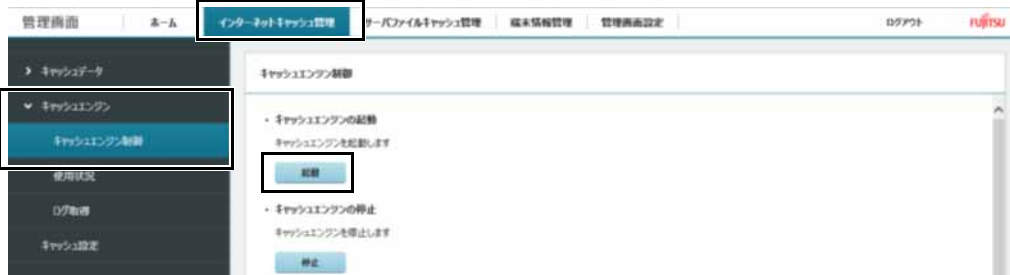 管理画面 ホーム インターネットキャッシュ管理 サーバファイルキャッシュ管理 端末情報管理 管理画面設定 ログアウト FUJITSU
キャッシュデータ
キャッシュエンジン制御
キャッシュエンジン
・ キャッシュエンジンの起動
キャッシュエンジン制御
キャッシュエンジンを起動します
使用状況
起動
ログ取得
・ キャッシュエンジンの停止
キャッシュエンジンを停止します
キャッシュ設定
停止